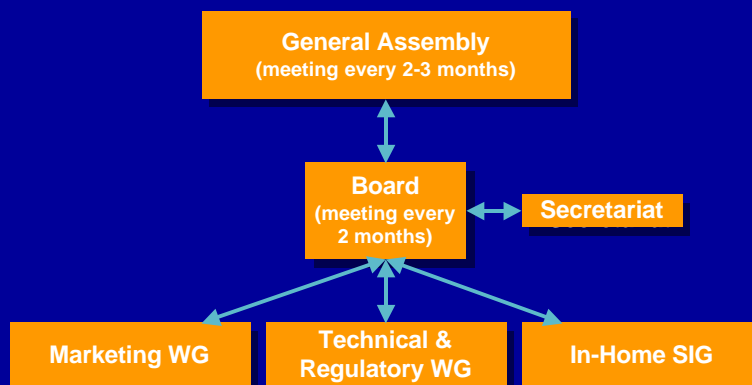 General Assembly
(meeting every 2-3 months)
Board
(meeting every
2 months)
Secretariat
Marketing WG
Technical &
Regulatory WG
In-Home SIG